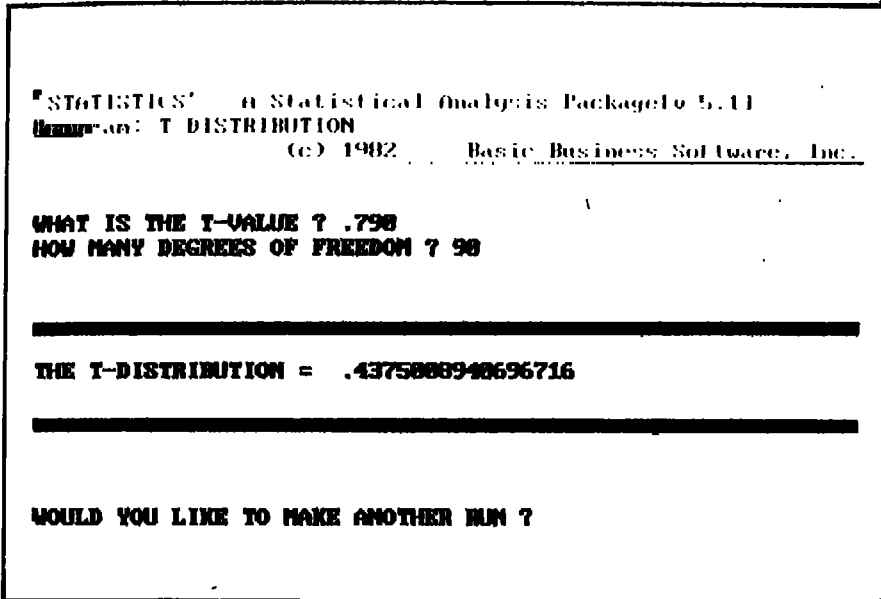 "STATISTICS' A Statistical Analysis Package v 5.11
T DISTRIBUTION
(c) 1982 Basic Business Software, Inc.
WHAT IS THE T-VALUE ? .790
HOW MANY DEGREES OF FREEDOM ? 90
THE T-DISTRIBUTION =
WOULD YOU LIKE TO MAKE ANOTHER RUN ?